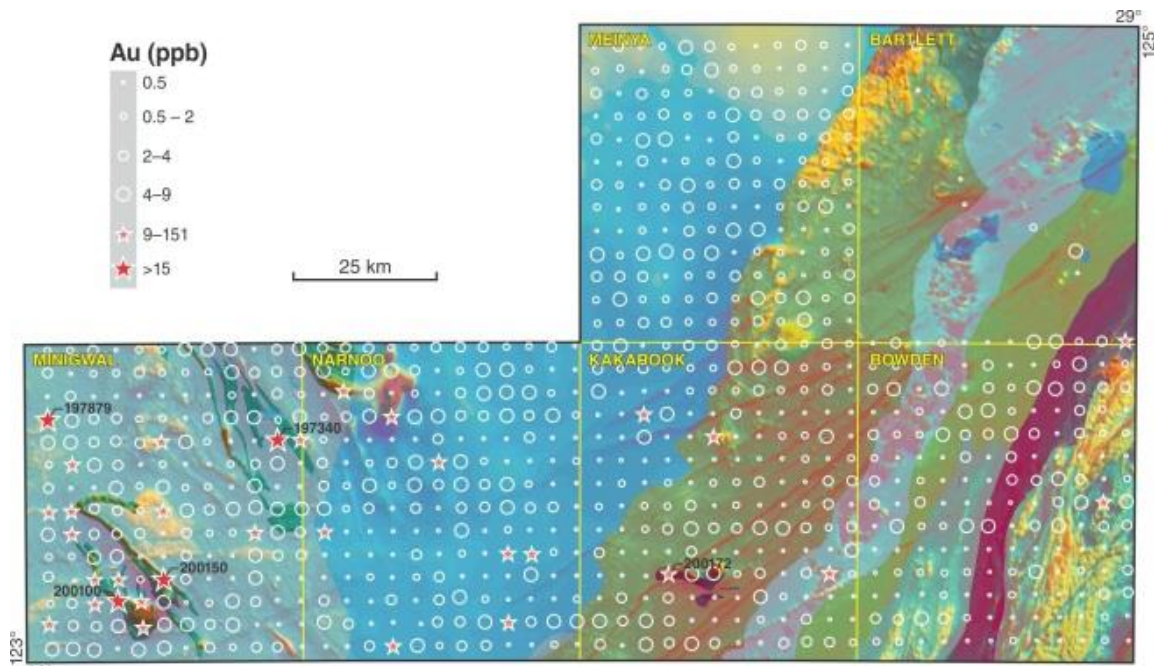 29°
125°
Au (ppb)
0.5
0.5 – 2
2–4
4–9
9–151
>15
25 km
MEINYA
BARTLETT
MINIGWAL
NARNOO
KAKABOOK
BOWDEN
197879
197340
200150
200100
200172
123°